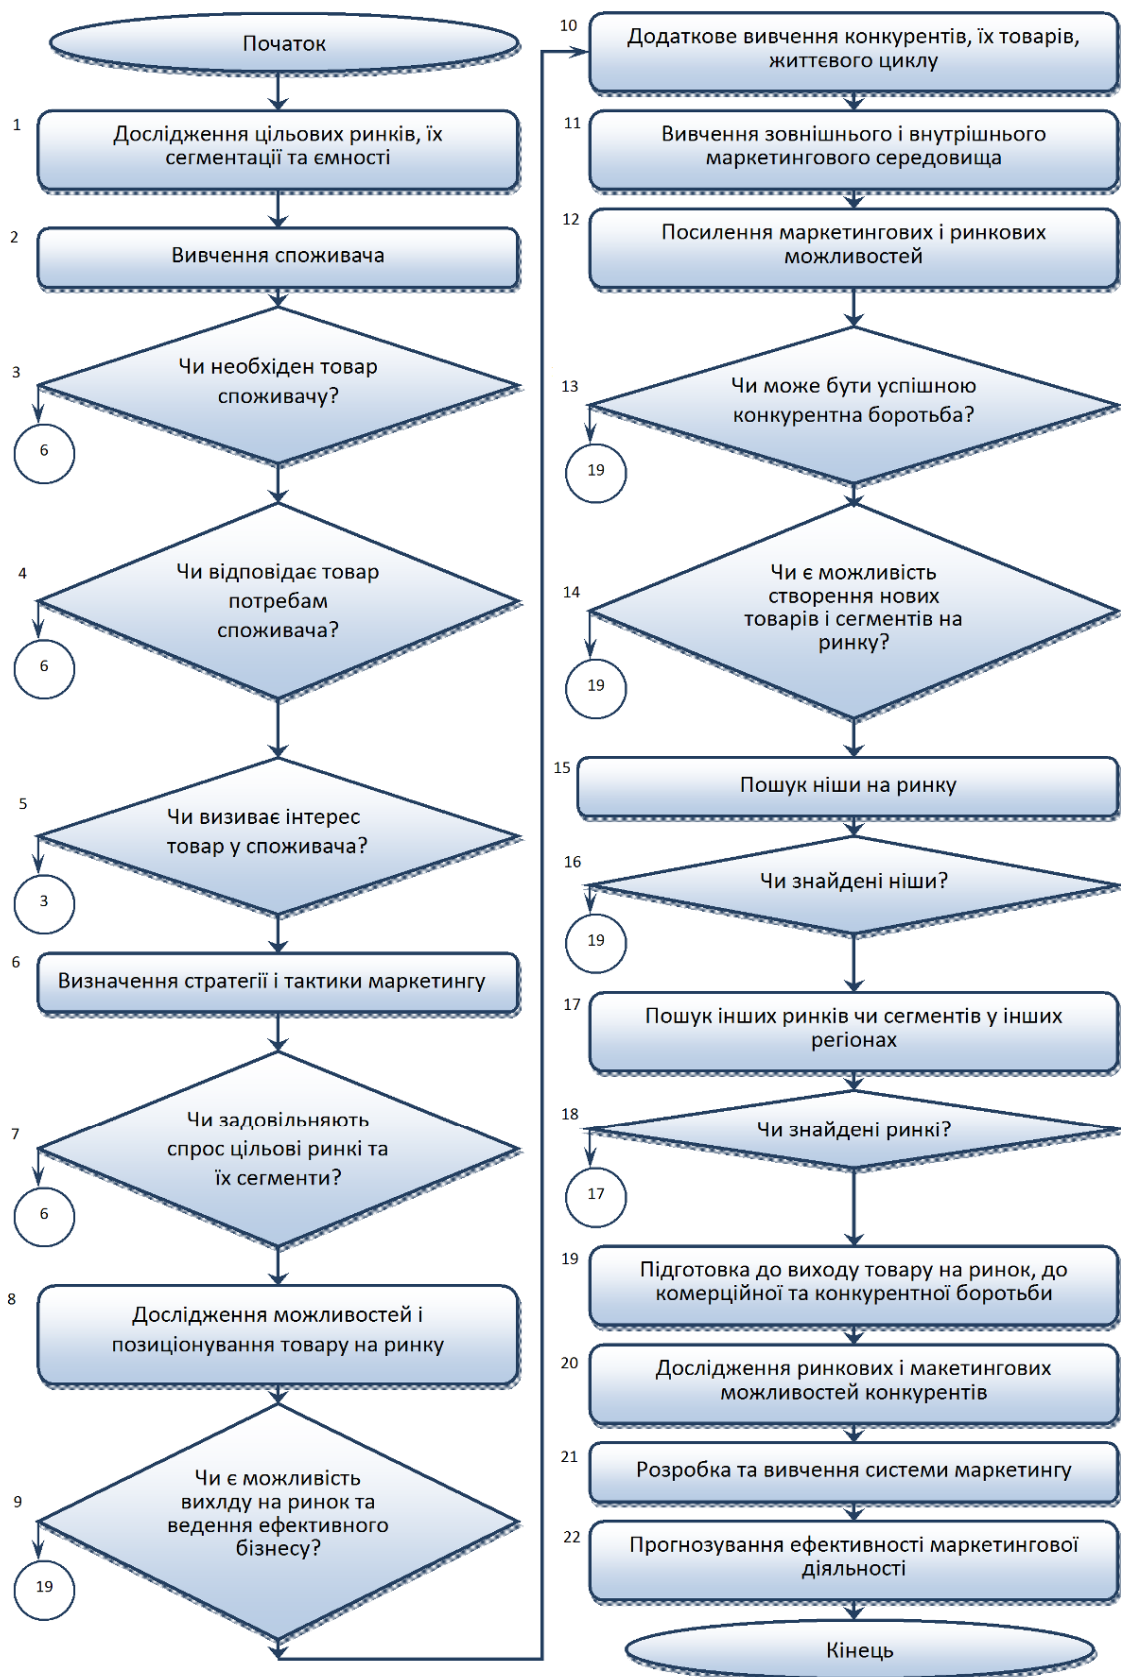 Початок
1
Дослідження цільових ринків, їх
сегментації та ємності
2
Вивчення споживача
3
Чи необхіден товар
споживачу?
6
4
Чи відповідає товар
потребам
споживача?
6
5
Чи визиває інтерес
товар у споживача?
3
6
Визначення стратегії і тактики маркетингу
7
Чи задовільняють
спрос цільові ринкі та
їх сегменти?
6
8
Дослідження можливостей і
позиціонування товару на ринку
9
Чи є можливість
вихлду на ринок та
ведення ефективного
бізнесу?
19
10
Додаткове вивчення конкурентів, їх товарів,
життєвого циклу
11
Вивчення зовнішнього і внутрішнього
маркетингового середовища
12
Посилення маркетингових і ринкових
можливостей
13
Чи може бути успішною
конкурентна боротьба?
19
14
Чи є можливість
створення нових
товарів і сегментів на
ринку?
19
15
Пошук ніши на ринку
16
Чи знайдені ніши?
19
17
Пошук інших ринків чи сегментів у інших
регіонах
18
Чи знайдені ринкі?
17
19
Підготовка до виходу товару на ринок, до
комерційної та конкурентної боротьби
20
Дослідження ринкових і макетингових
можливостей конкурентів
21
Розробка та вивчення системи маркетингу
22
Прогнозування ефективності маркетингової
діяльності
Кінець